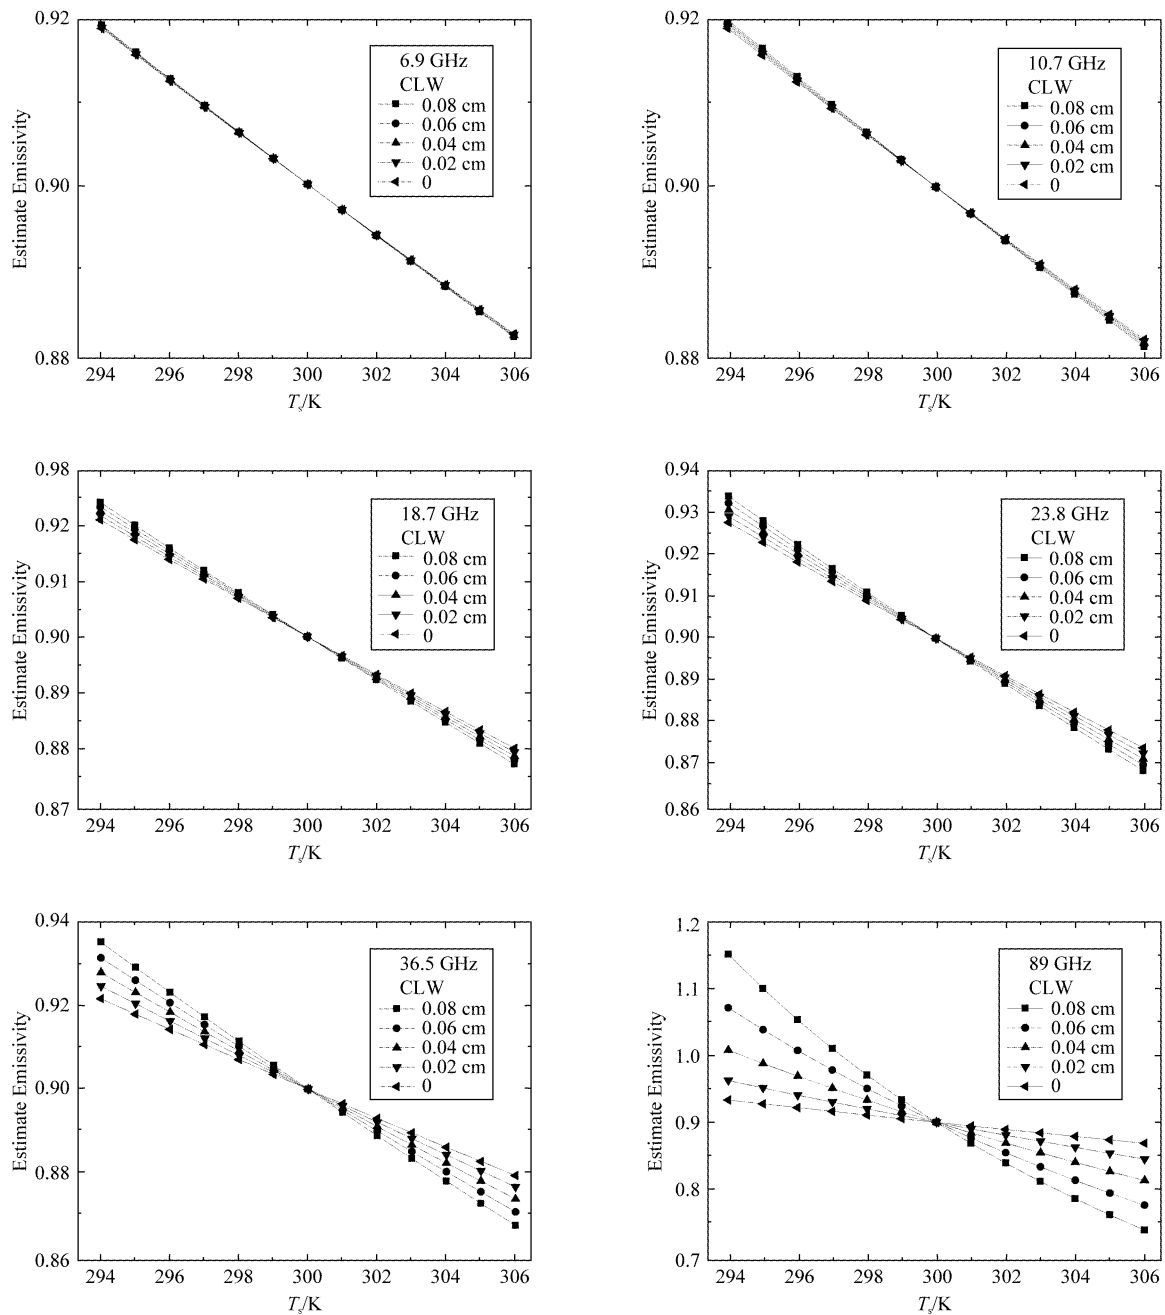 0.92
0.90
0.90
0.88
Estimate Emissivity
6.9 GHz
CLW
0.08 cm
0.06 cm
0.04 cm
0.02 cm
0
294 296 298 300 302 304 306
Ts/K
0.92
0.90
0.90
0.88
Estimate Emissivity
10.7 GHz
CLW
0.08 cm
0.06 cm
0.04 cm
0.02 cm
0
294 296 298 300 302 304 306
Ts/K
0.98
0.92
0.91
0.90
0.89
0.88
0.87
Estimate Emissivity
18.7 GHz
CLW
0.08 cm
0.06 cm
0.04 cm
0.02 cm
0
294 296 298 300 302 304 306
Ts/K
0.94
0.93
0.92
0.91
0.90
0.89
0.88
0.87
0.86
Estimate Emissivity
23.8 GHz
CLW
0.08 cm
0.06 cm
0.04 cm
0.02 cm
0
294 296 298 300 302 304 306
Ts/K
0.94
0.92
0.90
0.88
0.86
Estimate Emissivity
36.5 GHz
CLW
0.08 cm
0.06 cm
0.04 cm
0.02 cm
0
294 296 298 300 302 304 306
Ts/K
1.2
1.1
1.0
0.9
0.8
0.7
Estimate Emissivity
89 GHz
CLW
0.08 cm
0.06 cm
0.04 cm
0.02 cm
0
294 296 298 300 302 304 306
Ts/K